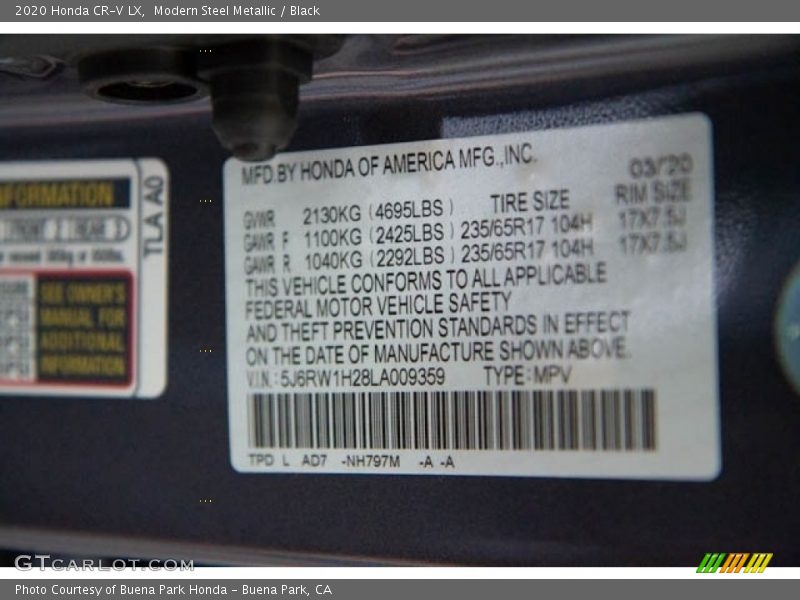 2020 Honda CR-V LX, Modern Steel Metallic / Black
MFD.BY HONDA OF AMERICA MFG.,INC. 03/'20
GVWR 2130KG (4695LBS) TIRE SIZE RIM SIZE
GAWR F 1100KG (2425LBS) 235/65R17 104H 17X7.5J
GAWR R 1040KG (2292LBS) 235/65R17 104H 17X7.5J
THIS VEHICLE CONFORMS TO ALL APPLICABLE
FEDERAL MOTOR VEHICLE SAFETY
AND THEFT PREVENTION STANDARDS IN EFFECT
ON THE DATE OF MANUFACTURE SHOWN ABOVE.
V.I.N.: 5J6RW1H28LA009359 TYPE:MPV
TPD L AD7 -NH797M -A -A
INFORMATION
FRONT 2 REAR
TLA A0
SEE OWNER'S
MANUAL FOR
ADDITIONAL
INFORMATION
GTCARLOT.COM
Photo Courtesy of Buena Park Honda - Buena Park, CA